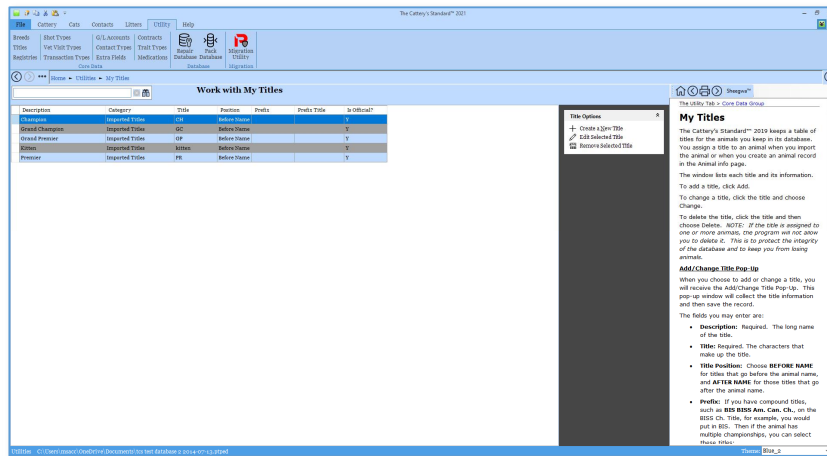 The Cattery's Standard™ 2021
File Cattery Cats Contacts Litters Utility Help
Breeds Shot Types G/L Accounts Contracts
Titles Vet Visit Types Contact Types Trait Types
Registries Transaction Types Extra Fields Medications
Repair Database
Pack Database
Migration Utility
Core Data Database Migration
Home Utilities My Titles
Work with My Titles
Description Category Title Position Prefix Prefix Title Is Official?
Champion Imported Titles CH Before Name Y
Grand Champion Imported Titles GC Before Name Y
Grand Premier Imported Titles GP Before Name Y
Kitten Imported Titles kitten Before Name Y
Premier Imported Titles PR Before Name Y
Title Options
Create a New Title
Edit Selected Title
Remove Selected Title
Sheegwa™
The Utility Tab > Core Data Group
My Titles
The Cattery's Standard™ 2019 keeps a table of
titles for the animals you keep in its database.
You assign a title to an animal when you import
the animal or when you create an animal record
in the Animal info page.
The window lists each title and its information.
To add a title, click Add.
To change a title, click the title and choose
Change.
To delete the title, click the title and then
choose Delete. NOTE: If the title is assigned to
one or more animals, the program will not allow
you to delete it. This is to protect the integrity
of the database and to keep you from losing
animals.
Add/Change Title Pop-Up
When you choose to add or change a title, you
will receive the Add/Change Title Pop-Up. This
pop-up window will collect the title information
and then save the record.
The fields you may enter are:
• Description: Required. The long name
of the title.
• Title: Required. The characters that
make up the title.
• Title Position: Choose BEFORE NAME
for titles that go before the animal name,
and AFTER NAME for those titles that go
after the animal name.
• Prefix: If you have compound titles,
such as BIS BISS Am. Can. Ch., on the
BISS Ch. Title, for example, you would
put in BIS. Then if the animal has
multiple championships, you can select
these titles:
Utilities C:\Users\mascc\OneDrive\Documents\tcs test database 2 2014-07-13.stped
Theme: Blue_2